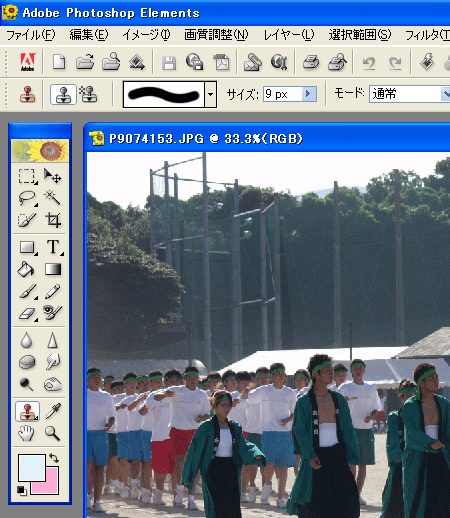 Adobe Photoshop Elements
ファイル(F) 編集(E) イメージ(I) 画質調整(N) レイヤー(L) 選択範囲(S) フィルタ(T
Adobe
サイズ: 9 px モード: 通常
P9074153.JPG @ 33.3%(RGB)
T